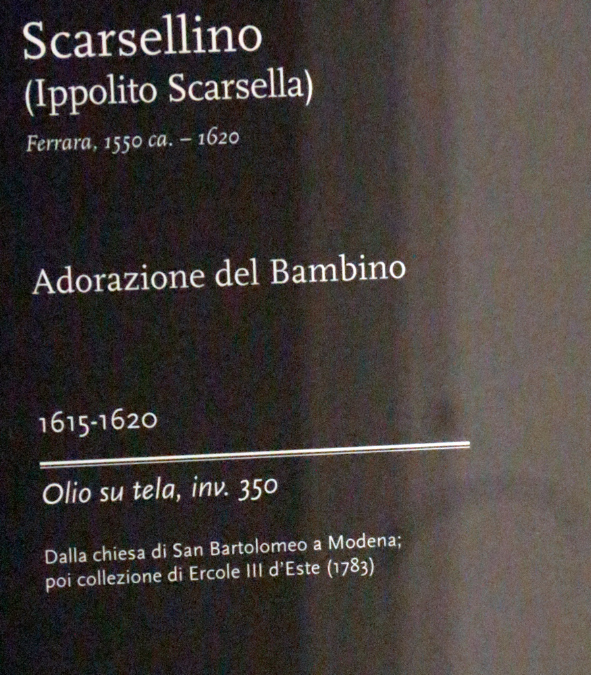 Scarsellino
(Ippolito Scarsella)
Ferrara, 1550 ca. – 1620
Adorazione del Bambino
1615-1620
Olio su tela, inv. 350
Dalla chiesa di San Bartolomeo a Modena;
poi collezione di Ercole III d'Este (1783)